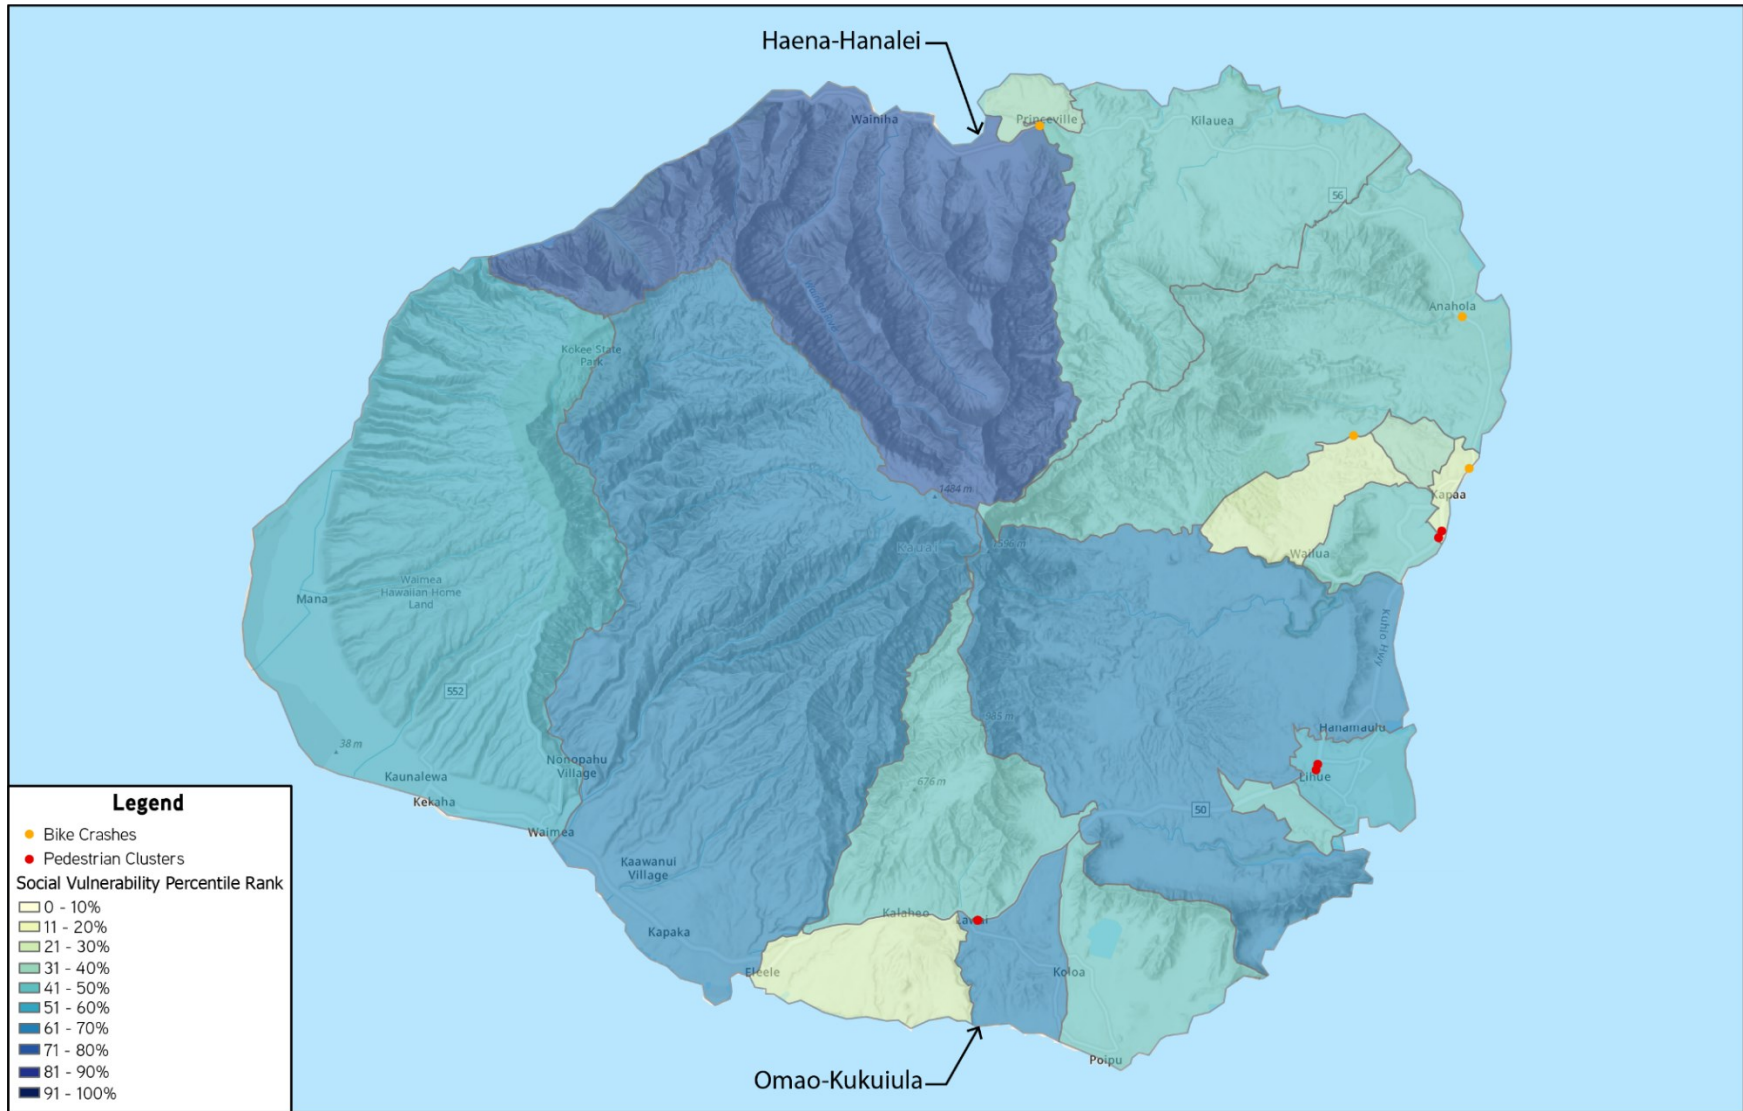 Haena-Hanalei
Wainiha
Princeville
Kilauea
56
Anahola
Kokee State
Park
1484 m
Kapaa
Kauai
Wailua
Waimea
Hawaiian Home
Land
Mana
Kuhio Hwy
552
985 m
Hanamaulu
38 m
Nonopahu
Village
Kaunalewa
676 m
Lihue
Kekaha
50
Waimea
Kaawanui
Village
Kalaheo
Lawai
Kapaka
Eleele
Koloa
Poipu
Omao-Kukuiula
Legend
Bike Crashes
Pedestrian Clusters
Social Vulnerability Percentile Rank
0 - 10%
11 - 20%
21 - 30%
31 - 40%
41 - 50%
51 - 60%
61 - 70%
71 - 80%
81 - 90%
91 - 100%